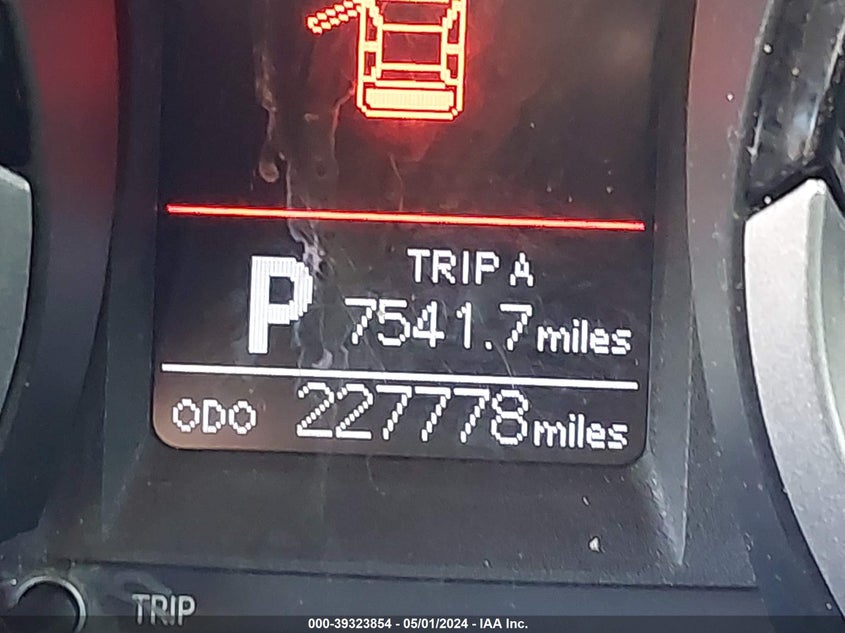 TRIP A
P 7541.7 miles
ODO 227778 miles
TRIP
000-39323854 - 05/01/2024 - IAA Inc.